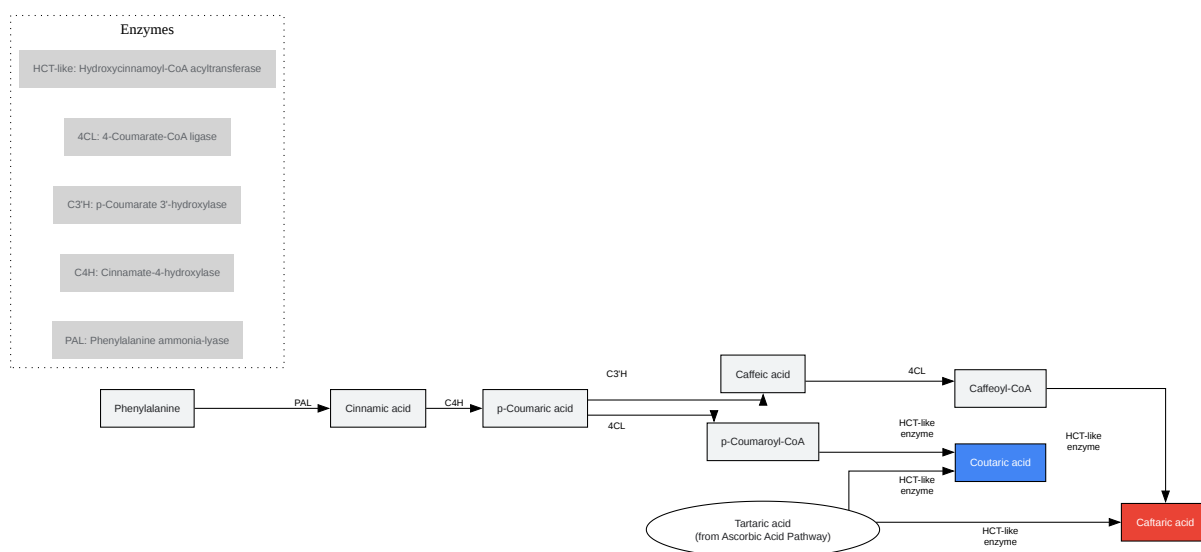 Enzymes
HCT-like: Hydroxycinnamoyl-CoA acyltransferase
4CL: 4-Coumarate-CoA ligase
C3'H: p-Coumarate 3'-hydroxylase
C4H: Cinnamate-4-hydroxylase
PAL: Phenylalanine ammonia-lyase
Phenylalanine
PAL
Cinnamic acid
C4H
p-Coumaric acid
C3'H
4CL
Caffeic acid
4CL
Caffeoyl-CoA
p-Coumaroyl-CoA
HCT-like
enzyme
Coutaric acid
HCT-like
enzyme
HCT-like
enzyme
Tartaric acid
(from Ascorbic Acid Pathway)
HCT-like
enzyme
Caftaric acid